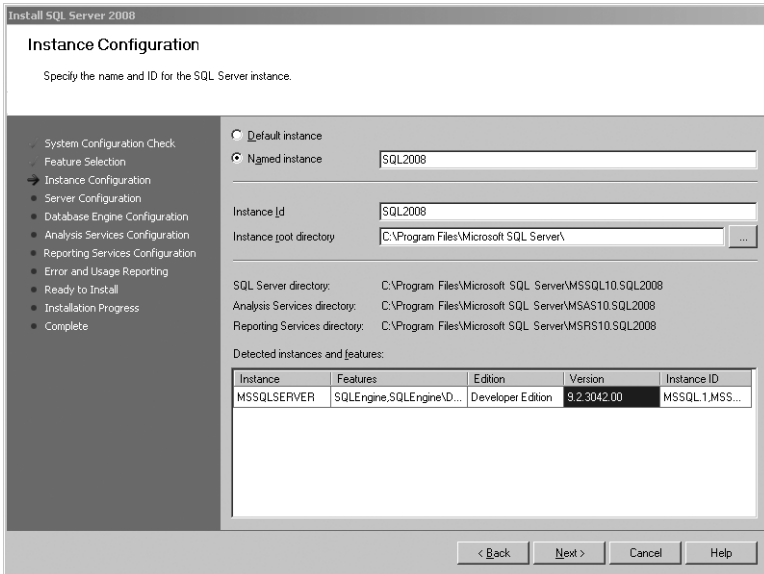 Install SQL Server 2008
Instance Configuration
Specify the name and ID for the SQL Server instance.
System Configuration Check
Feature Selection
Instance Configuration
Server Configuration
Database Engine Configuration
Analysis Services Configuration
Reporting Services Configuration
Error and Usage Reporting
Ready to Install
Installation Progress
Complete
Default instance
Named instance SQL2008
Instance Id SQL2008
Instance root directory C:\Program Files\Microsoft SQL Server\ ...
SQL Server directory: C:\Program Files\Microsoft SQL Server\MSSQL10.SQL2008
Analysis Services directory: C:\Program Files\Microsoft SQL Server\MSAS10.SQL2008
Reporting Services directory: C:\Program Files\Microsoft SQL Server\MSRS10.SQL2008
Detected instances and features:
Instance Features Edition Version Instance ID
MSSQLSERVER SQLEngine,SQLEngine\D... Developer Edition 9.2.3042.00 MSSQL.1,MSS...
< Back Next > Cancel Help